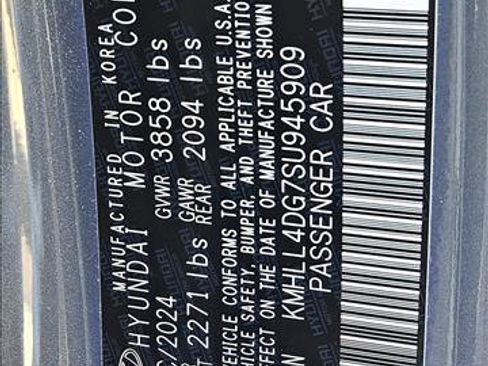 MANUFACTURED IN KOREA
HYUNDAI MOTOR CO
/2024 GVWR 3858 lbs
GAWR
2271 lbs REAR 2094 lbs
VEHICLE CONFORMS TO ALL APPLICABLE U.S.A.
VEHICLE SAFETY, BUMPER, AND THEFT PREVENTIO
EFFECT ON THE DATE OF MANUFACTURE SHOWN
KMHLL4DG7SU945909
PASSENGER CAR